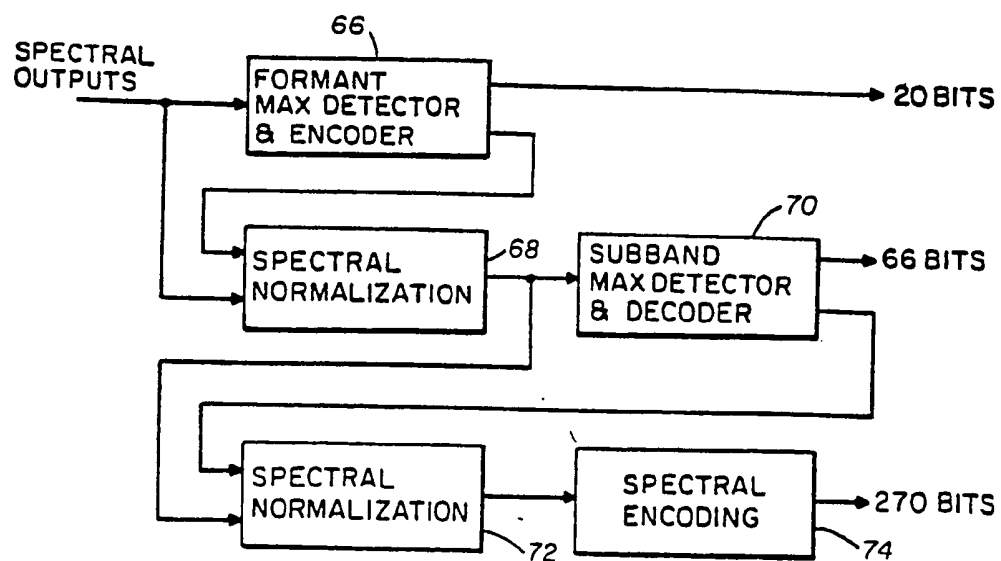 66
SPECTRAL
OUTPUTS
FORMANT
MAX DETECTOR
& ENCODER
20 BITS
70
68
SPECTRAL
NORMALIZATION
SUBBAND
MAX DETECTOR
& DECODER
66 BITS
SPECTRAL
NORMALIZATION
72
SPECTRAL
ENCODING
74
270 BITS